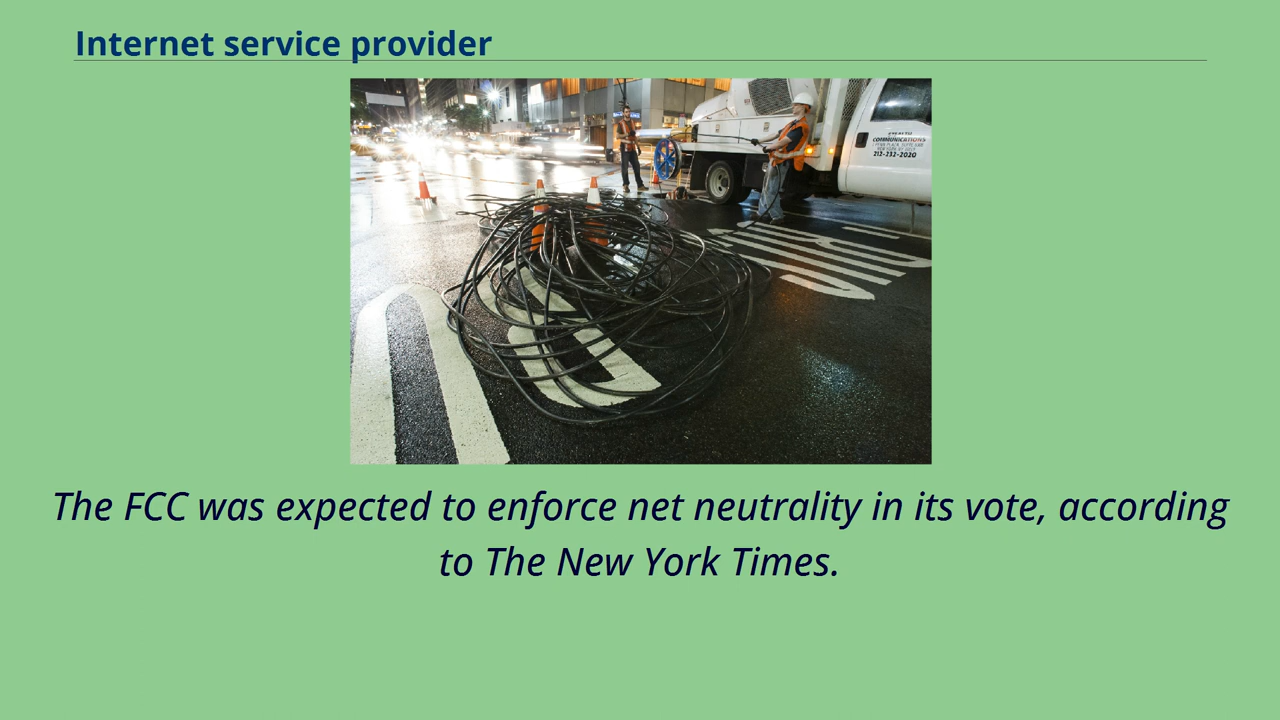 Internet service provider
STEALTH
COMMUNICATIONS
212-232-2020
The FCC was expected to enforce net neutrality in its vote, according
to The New York Times.